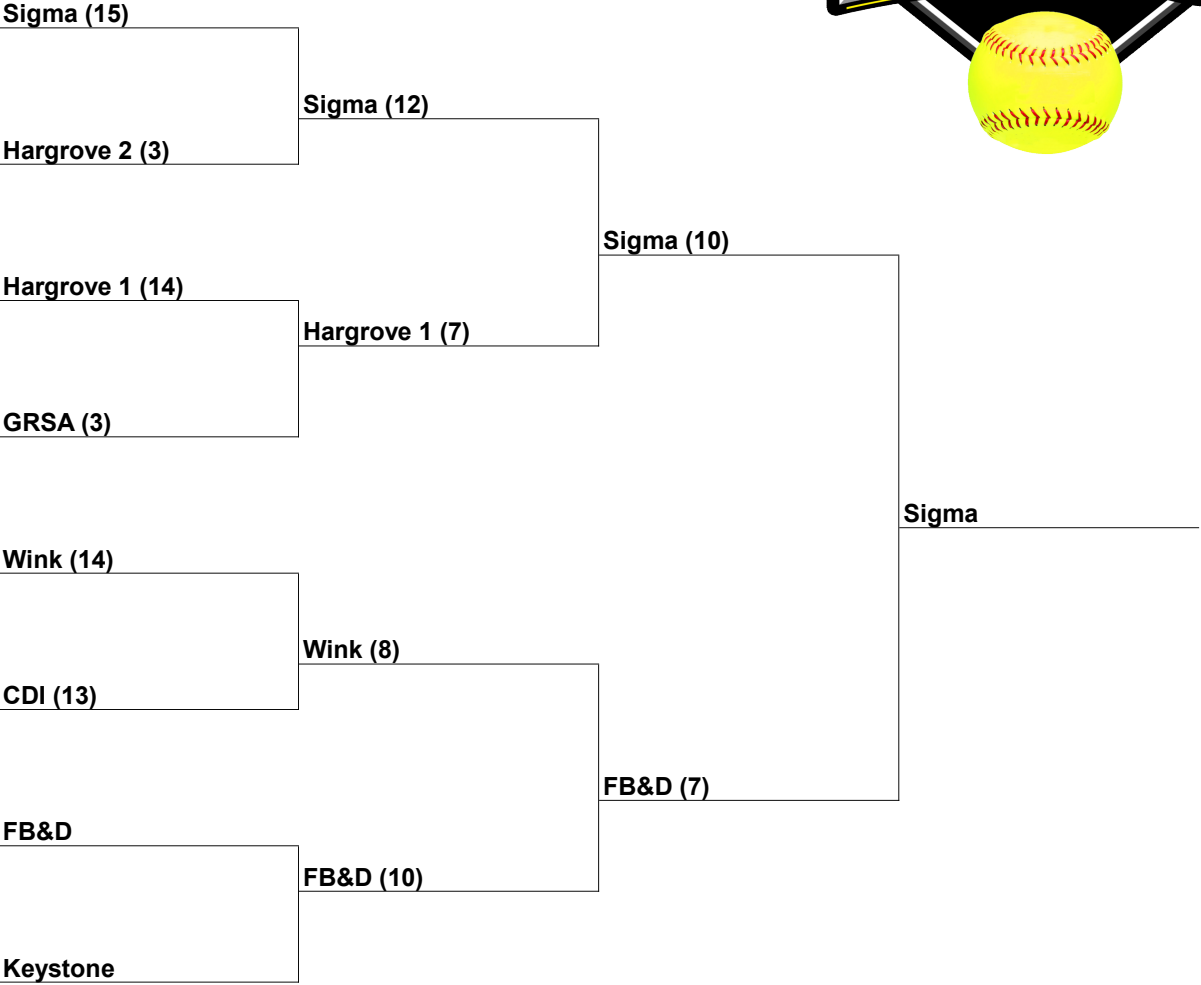 Sigma (15)
Sigma (12)
Hargrove 2 (3)
Sigma (10)
Hargrove 1 (14)
Hargrove 1 (7)
GRSA (3)
Sigma
Wink (14)
Wink (8)
CDI (13)
FB&D (7)
FB&D
FB&D (10)
Keystone